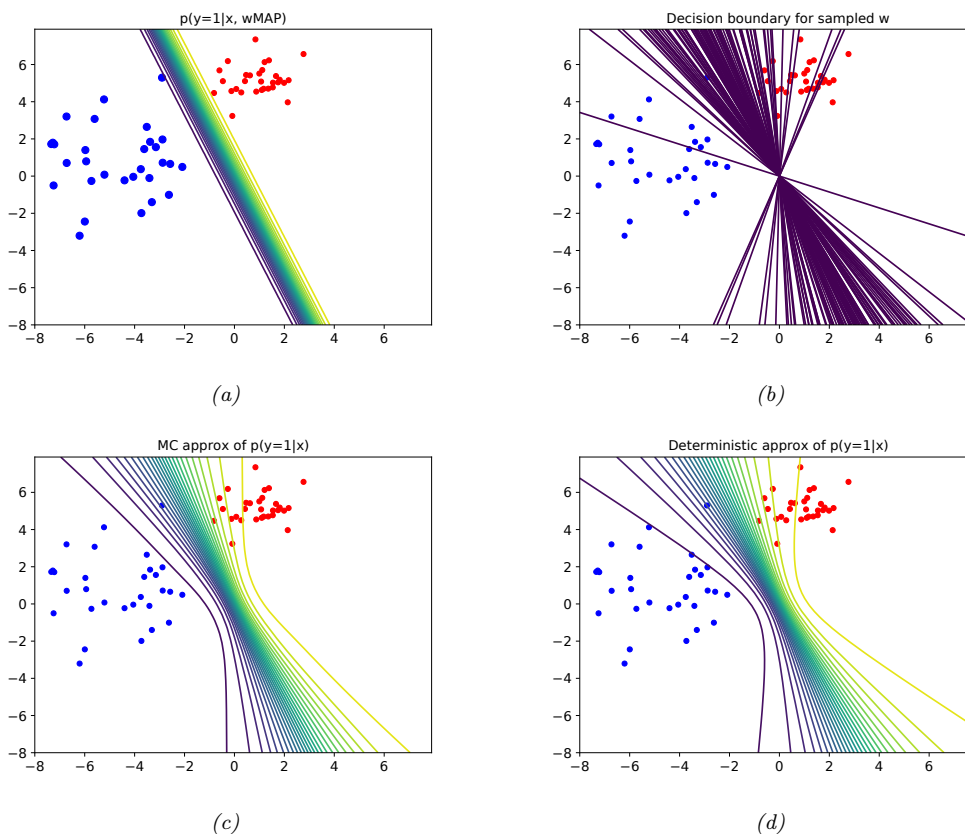 p(y=1|x, wMAP)
6
4
2
0
−2
−4
−6
−8
−8 −6 −4 −2 0 2 4 6
(a)
Decision boundary for sampled w
6
4
2
0
−2
−4
−6
−8
−8 −6 −4 −2 0 2 4 6
(b)
MC approx of p(y=1|x)
6
4
2
0
−2
−4
−6
−8
−8 −6 −4 −2 0 2 4 6
(c)
Deterministic approx of p(y=1|x)
6
4
2
0
−2
−4
−6
−8
−8 −6 −4 −2 0 2 4 6
(d)